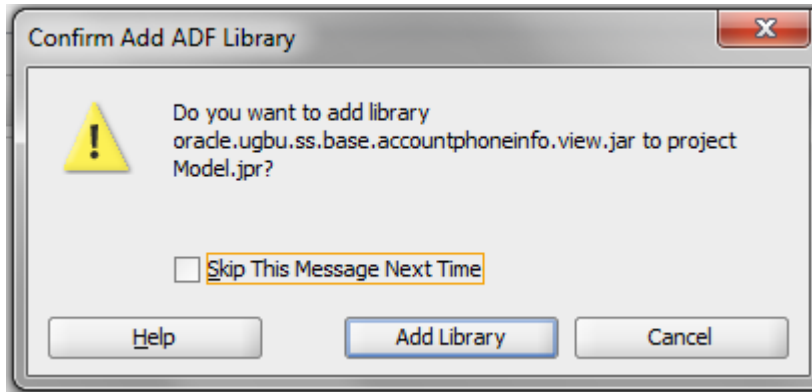 Confirm Add ADF Library
Do you want to add library
oracle.ugbu.ss.base.accountphoneinfo.view.jar to project
Model.jpr?
Skip This Message Next Time
Help
Add Library
Cancel